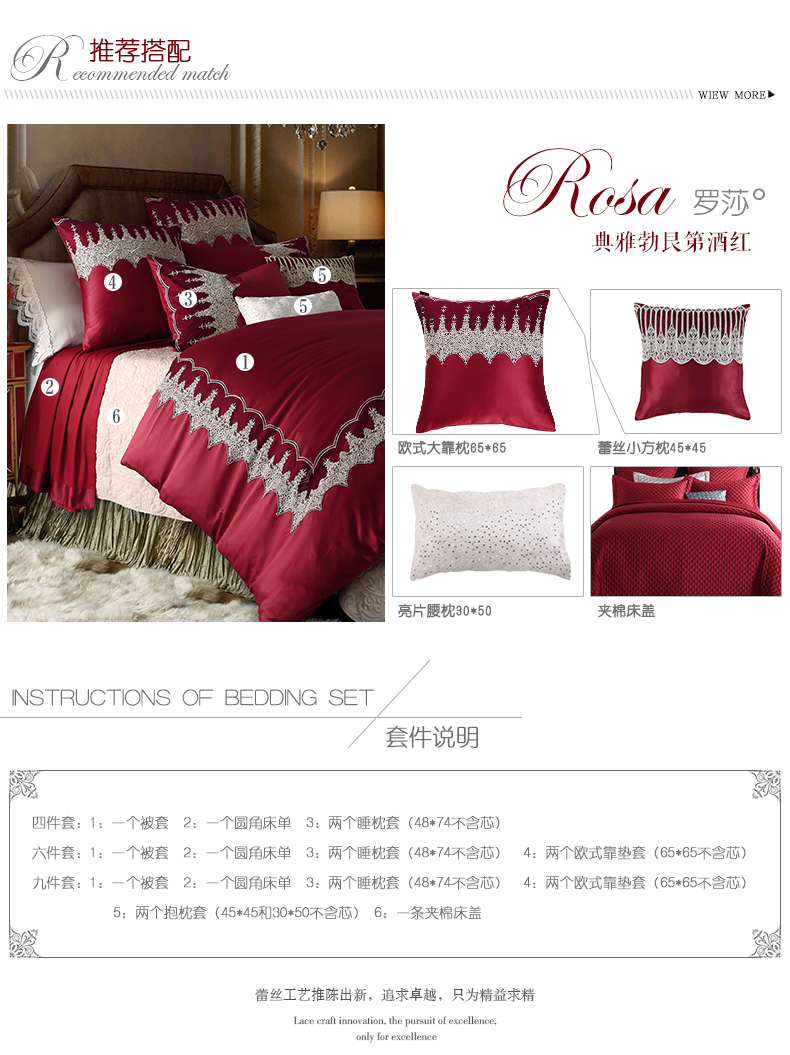 推荐搭配
Recommended match
WIEW MORE▶
Rosa 罗莎°
典雅勃艮第酒红
4
3
5
5
1
2
6
欧式大靠枕65*65
蕾丝小方枕45*45
亮片腰枕30*50
夹棉床盖
INSTRUCTIONS OF BEDDING SET
套件说明
四件套：1：一个被套 2：一个圆角床单 3：两个睡枕套（48*74不含芯）
六件套：1：一个被套 2：一个圆角床单 3：两个睡枕套（48*74不含芯） 4：两个欧式靠垫套（65*65不含芯）
九件套：1：一个被套 2：一个圆角床单 3：两个睡枕套（48*74不含芯） 4：两个欧式靠垫套（65*65不含芯）
5：两个抱枕套（45*45和30*50不含芯） 6：一条夹棉床盖
蕾丝工艺推陈出新，追求卓越，只为精益求精
Lace craft innovation, the pursuit of excellence,
only for excellence